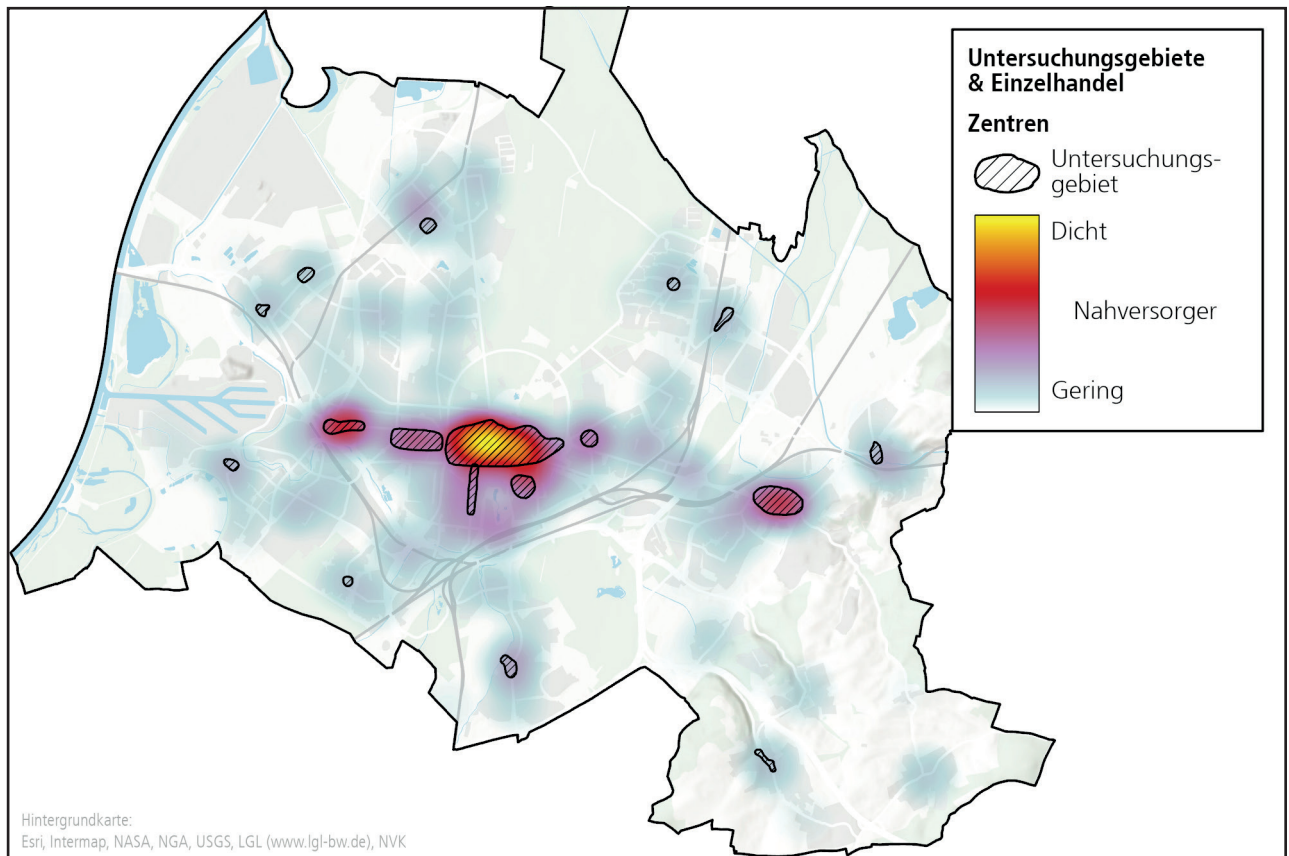 Untersuchungsgebiete
& Einzelhandel
Zentren
Untersuchungs-
gebiet
Dicht
Nahversorger
Gering
Hintergrundkarte:
Esri, Intermap, NASA, NGA, USGS, LGL (www.lgl-bw.de), NVK